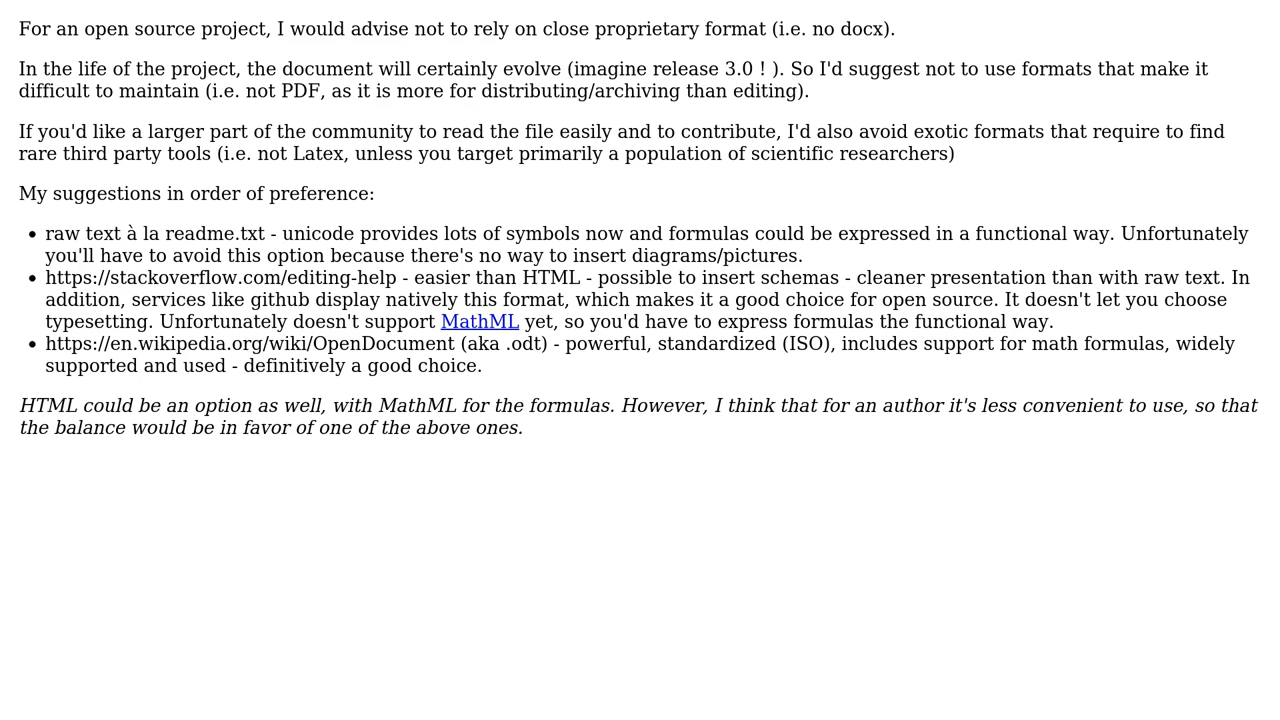 For an open source project, I would advise not to rely on close proprietary format (i.e. no docx).
In the life of the project, the document will certainly evolve (imagine release 3.0 ! ). So I'd suggest not to use formats that make it
difficult to maintain (i.e. not PDF, as it is more for distributing/archiving than editing).
If you'd like a larger part of the community to read the file easily and to contribute, I'd also avoid exotic formats that require to find
rare third party tools (i.e. not Latex, unless you target primarily a population of scientific researchers)
My suggestions in order of preference:
• raw text à la readme.txt - unicode provides lots of symbols now and formulas could be expressed in a functional way. Unfortunately
you'll have to avoid this option because there's no way to insert diagrams/pictures.
• https://stackoverflow.com/editing-help - easier than HTML - possible to insert schemas - cleaner presentation than with raw text. In
addition, services like github display natively this format, which makes it a good choice for open source. It doesn't let you choose
typesetting. Unfortunately doesn't support MathML yet, so you'd have to express formulas the functional way.
• https://en.wikipedia.org/wiki/OpenDocument (aka .odt) - powerful, standardized (ISO), includes support for math formulas, widely
supported and used - definitively a good choice.
HTML could be an option as well, with MathML for the formulas. However, I think that for an author it's less convenient to use, so that
the balance would be in favor of one of the above ones.